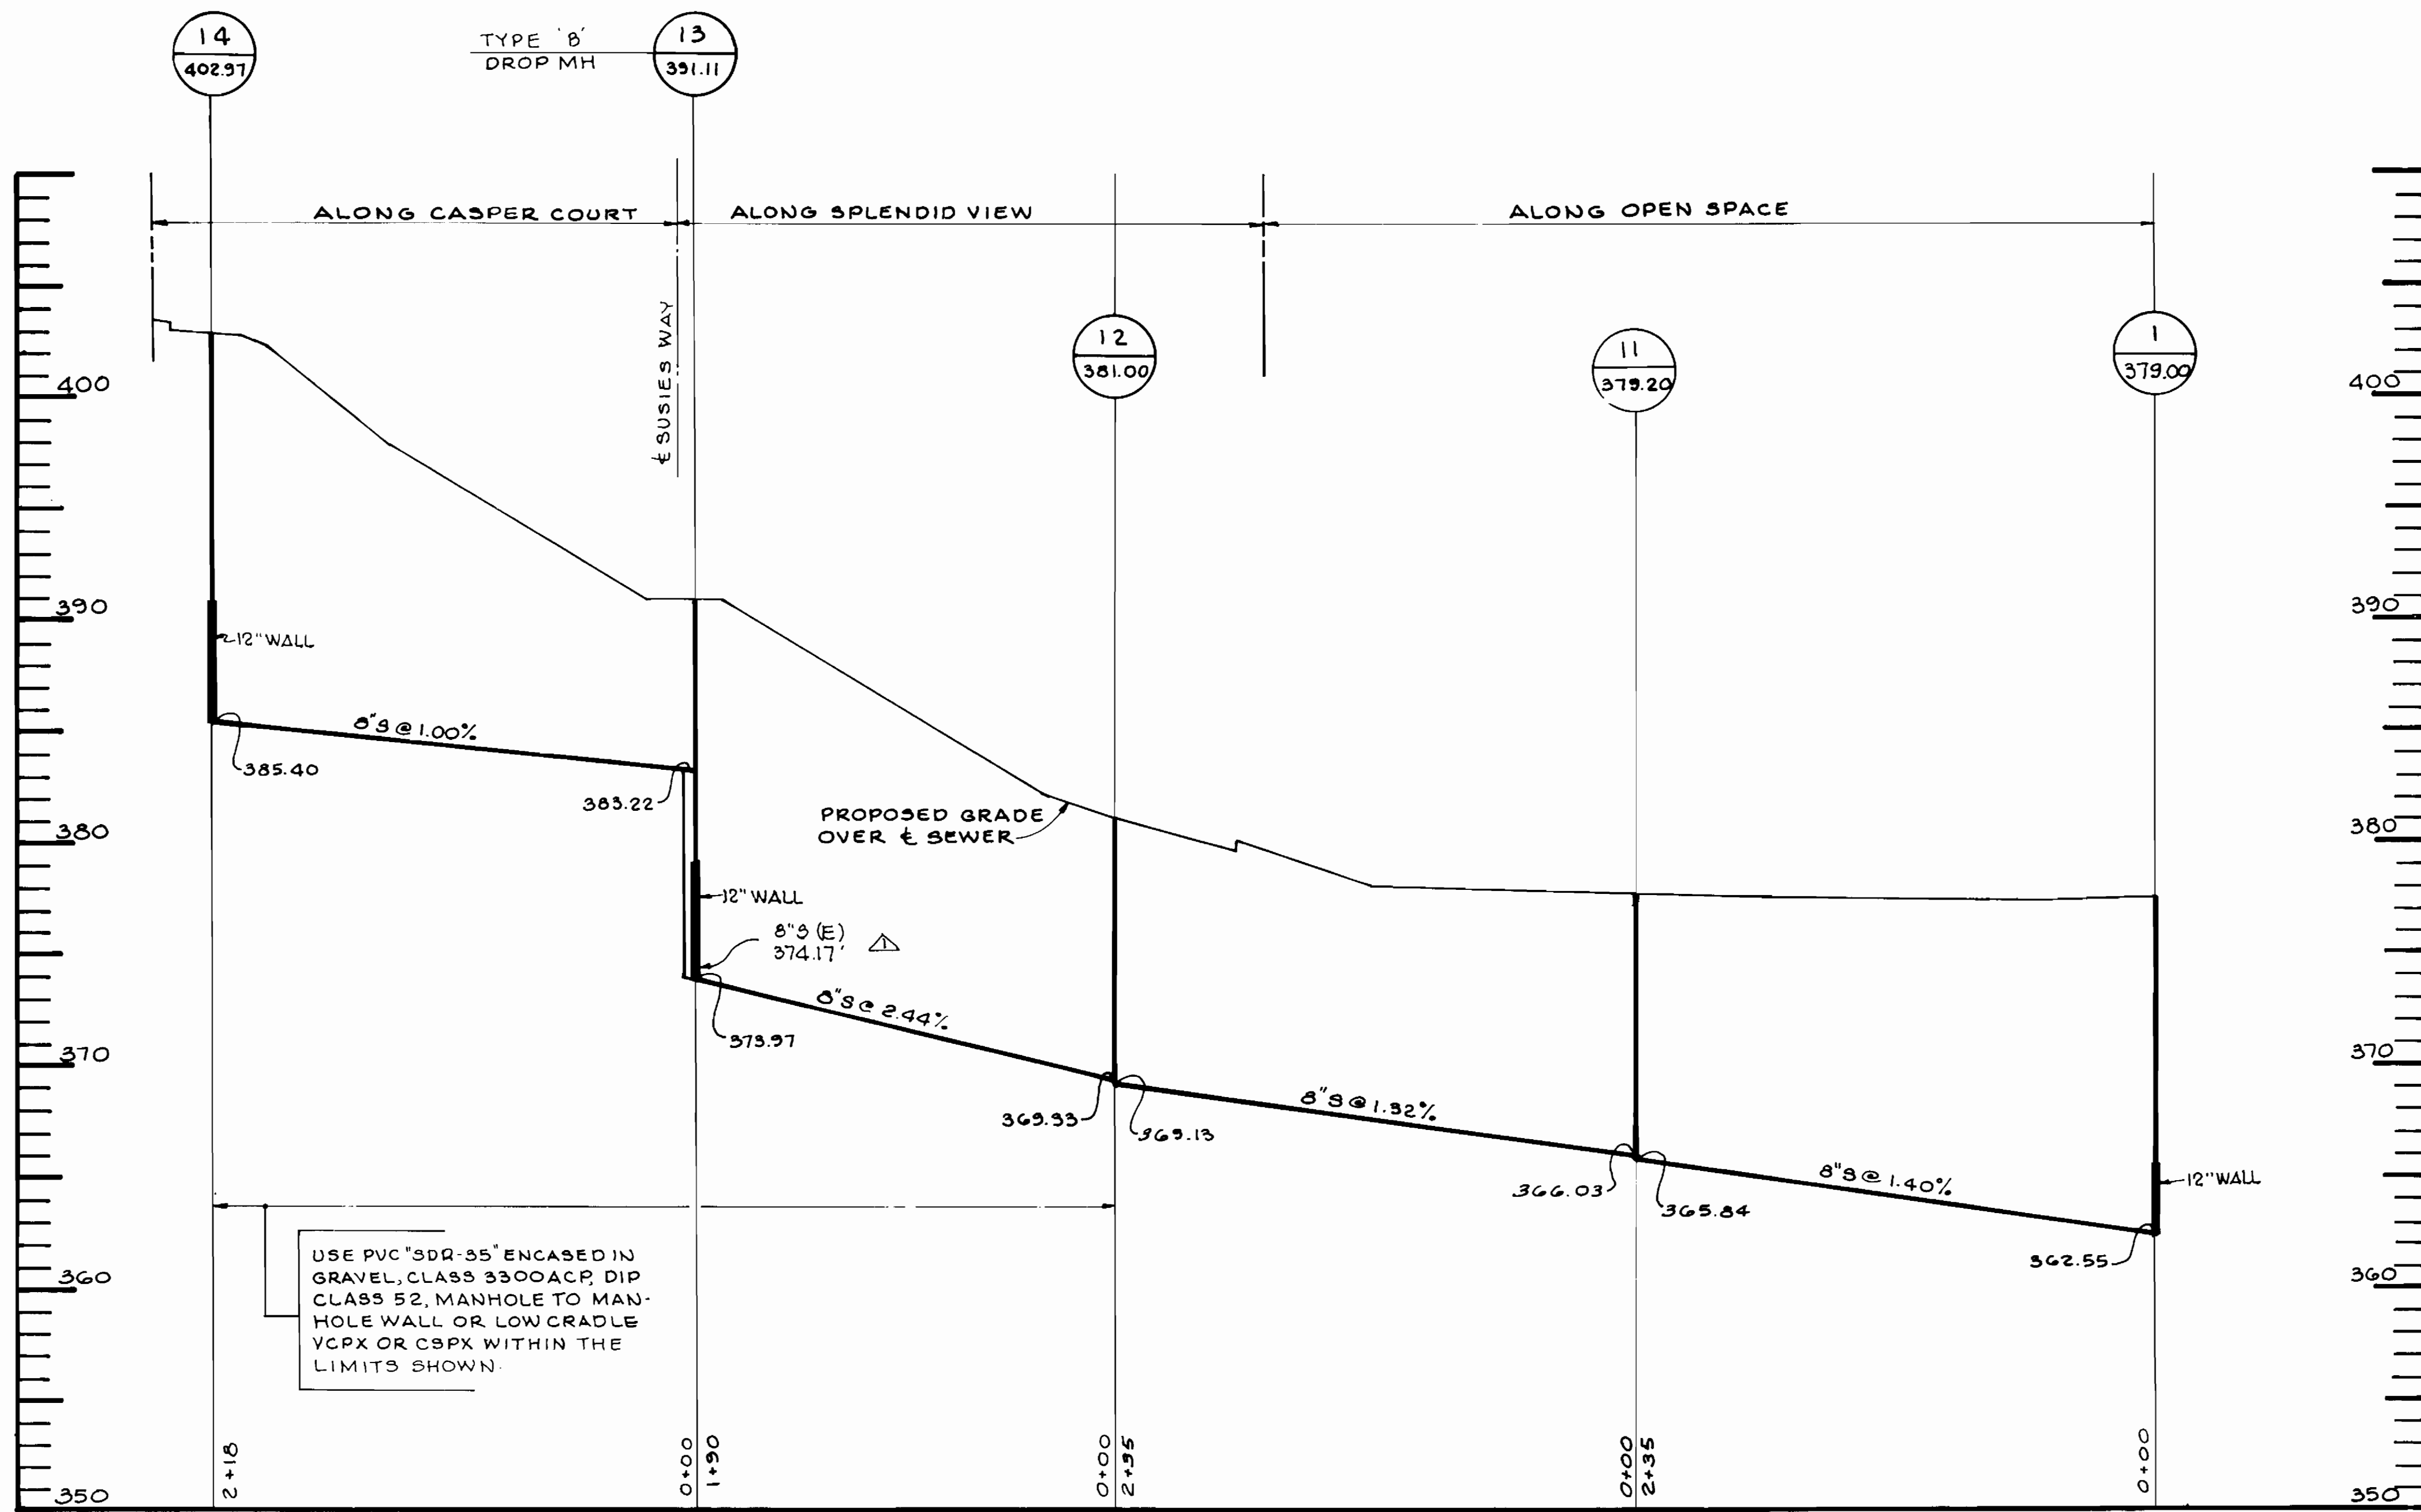 14
402.97
TYPE 'B'
DROP MH
13
391.11
ALONG CASPER COURT
ALONG SPLENDID VIEW
ALONG OPEN SPACE
℄ SUSIES WAY
12
381.00
11
379.20
1
379.00
400
400
390
390
12" WALL
8"S @ 1.00%
385.40
383.22
PROPOSED GRADE
OVER ℄ SEWER
380
380
12" WALL
8"S (E)
374.17'
1
8"S @ 2.44%
373.97
370
370
369.33
369.13
8"S @ 1.32%
366.03
365.84
8"S @ 1.40%
12" WALL
362.55
360
360
USE PVC "SDR-35" ENCASED IN
GRAVEL, CLASS 3300 ACP, DIP
CLASS 52, MANHOLE TO MAN-
HOLE WALL OR LOW CRADLE
VCPX OR CSPX WITHIN THE
LIMITS SHOWN.
2+18
0+00
1+90
0+00
2+35
0+00
2+35
0+00
350
350